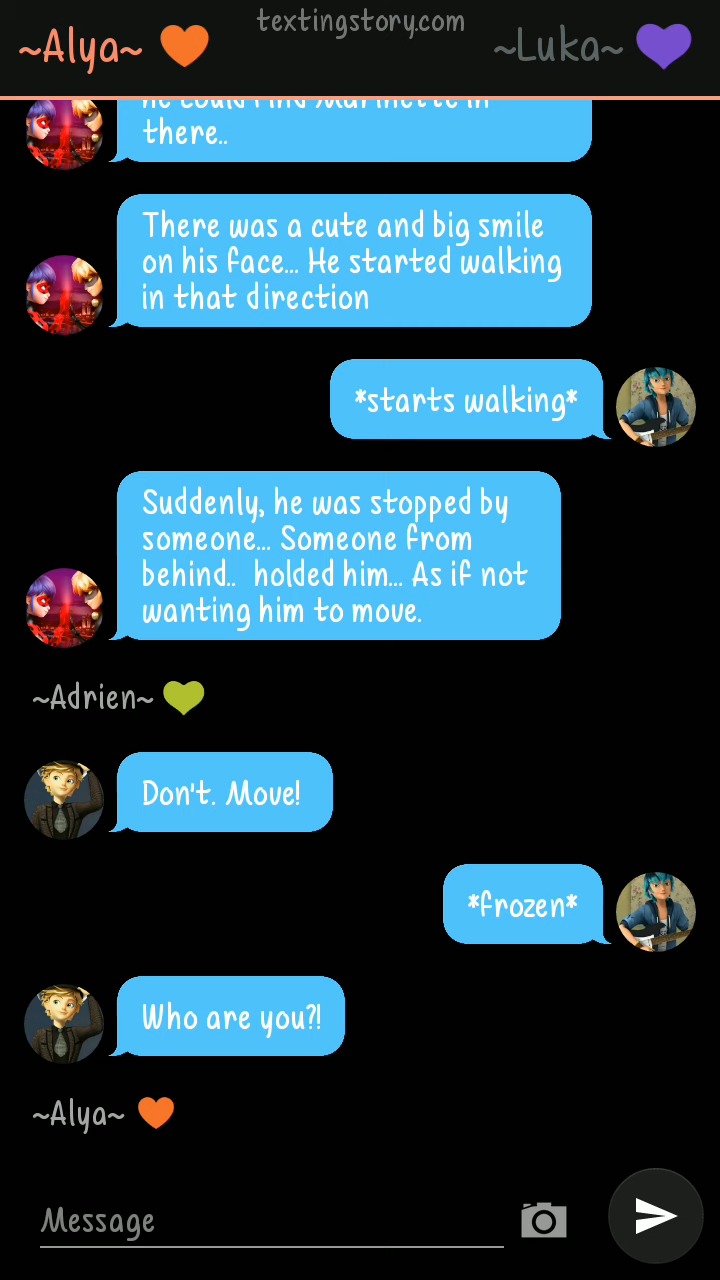 textingstory.com
~Alya~ 🧡
~Luka~ 💜
he could find Marinette in
there..
There was a cute and big smile
on his face... He started walking
in that direction
*starts walking*
Suddenly, he was stopped by
someone... Someone from
behind..  holded him... As if not
wanting him to move.
~Adrien~ 💚
Don't. Move!
*frozen*
Who are you?!
~Alya~ 🧡
Message